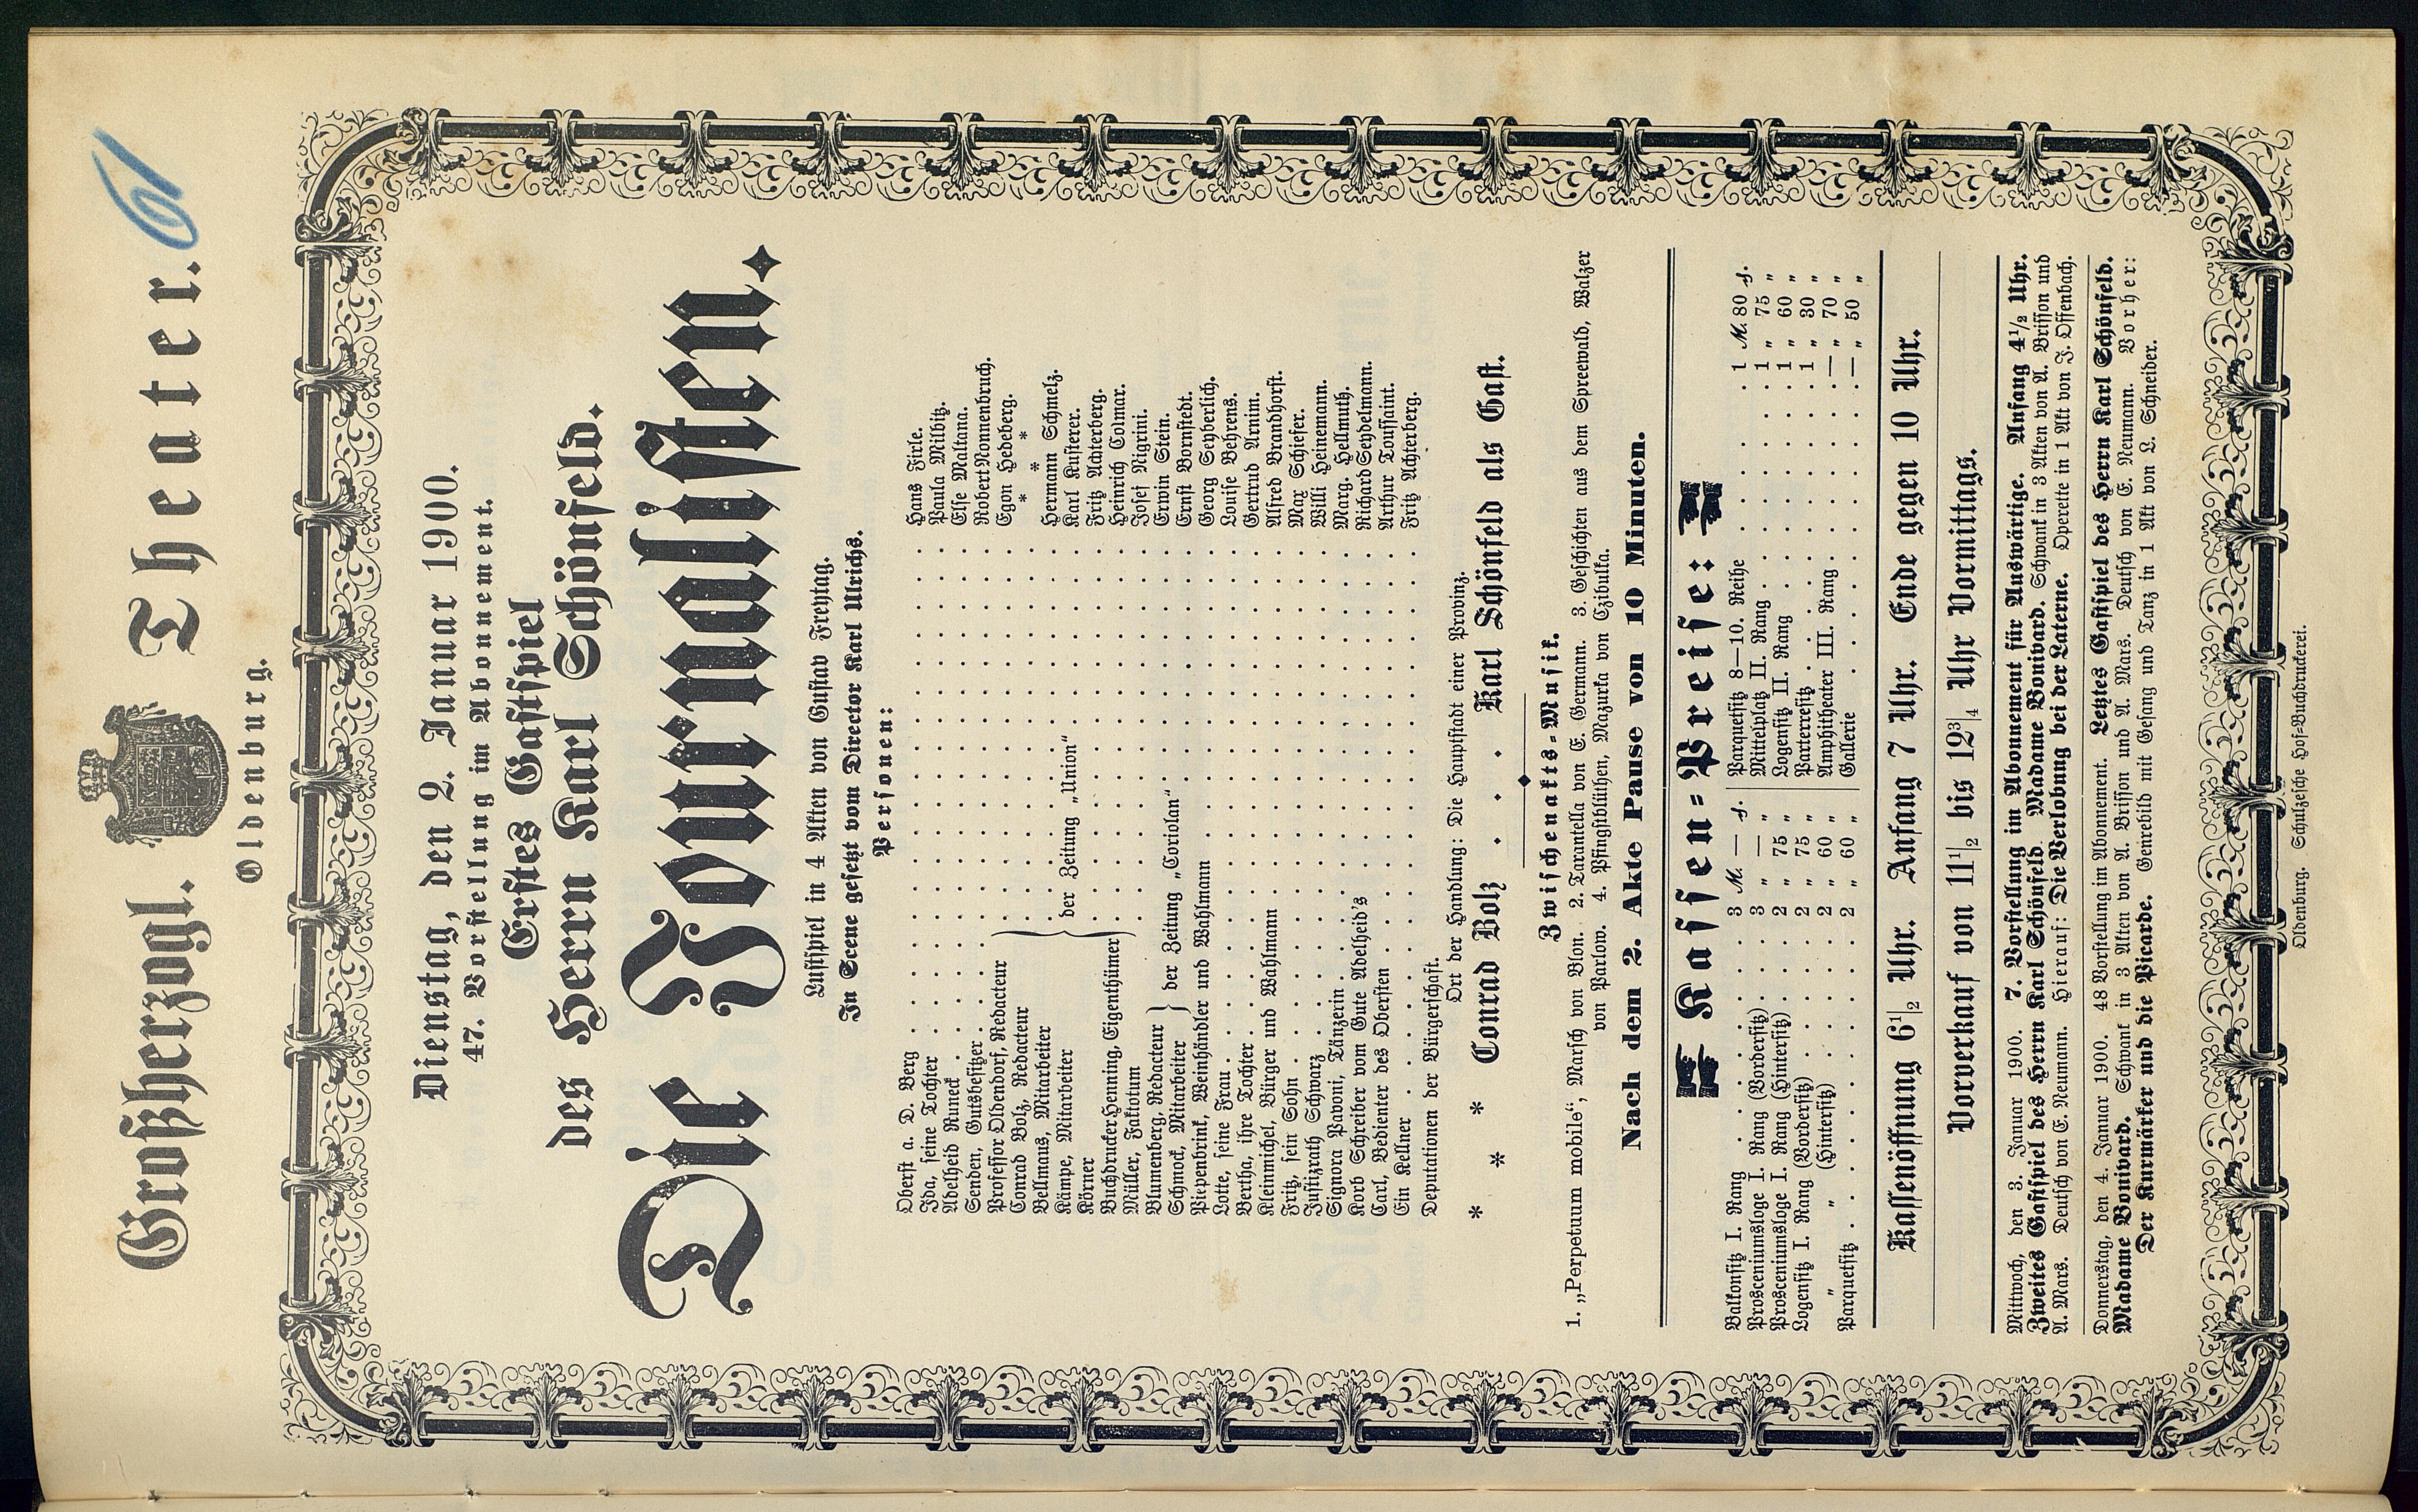 Großherzogl. Theater.
61
Oldenburg.
Dienstag, den 2. Januar 1900.
47. Vorstellung im Abonnement.
Erstes Gastspiel
des Herrn Karl Schönfeld.
Die Journalisten.
Lustspiel in 4 Akten von Gustav Freytag.
In Scene gesetzt vom Director Karl Ulrichs.
Personen:
Oberst a. D. Berg . . . Hans Firle.
Ida, seine Tochter . . . Paula Milbitz.
Adelheid Runeck . . . Else Maltana.
Senden, Gutsbesitzer . . . Robert Nonnenbruch.
Professor Oldendorf, Redacteur . . . Egon Hedeberg.
Conrad Bolz, Redacteur . . . * * *
Bellmaus, Mitarbeiter . . . Hermann Schmelz.
Kämpe, Mitarbeiter } der Zeitung „Union“ . . . Karl Kusterer.
Körner . . . Fritz Achterberg.
Buchdrucker Henning, Eigenthümer . . . Heinrich Colmar.
Müller, Faktotum . . . Josef Nigrini.
Blumenberg, Redacteur } der Zeitung „Coriolan“ . . . Erwin Stein.
Schmock, Mitarbeiter . . . Ernst Bornstedt.
Piepenbrink, Weinhändler und Wahlmann . . . Georg Seyberlich.
Lotte, seine Frau . . . Louise Behrens.
Bertha, ihre Tochter . . . Gertrud Arnim.
Kleinmichel, Bürger und Wahlmann . . . Alfred Brandhorst.
Fritz, sein Sohn . . . Max Schiefer.
Justizrath Schwarz . . . Willi Heinemann.
Signora Pavoni, Tänzerin . . . Marg. Hellmuth.
Korb Schreiber vom Gute Adelheid's . . . Richard Seydelmann.
Carl, Bedienter des Obersten . . . Arthur Toussaint.
Ein Kellner . . . Fritz Achterberg.
Deputationen der Bürgerschaft.
Ort der Handlung: Die Hauptstadt einer Provinz.
* * * Conrad Bolz . . . Karl Schönfeld als Gast.
Zwischenakts-Musik.
1. „Perpetuum mobile“, Marsch von Blon. 2. Tarantella von E. Germann. 3. Geschichten aus dem Spreewald, Walzer
von Parlow. 4. Pfingstblüthen, Mazurka von Czibulka.
Nach dem 2. Akte Pause von 10 Minuten.
Kassen-Preise:
Balkonsitz I. Rang . . . 3 M. — ₰. Parquetsitz 8—10. Reihe . . . 1 M. 80 ₰.
Prosceniumsloge I. Rang (Vordersitz) . . . 3 „ — „ Mittelplatz II. Rang . . . 1 „ 75 „
Prosceniumsloge I. Rang (Hintersitz) . . . 2 „ 75 „ Logensitz II. Rang . . . 1 „ 60 „
Logensitz I. Rang (Vordersitz) . . . 2 „ 75 „ Parterresitz . . . 1 „ 30 „
„ „ (Hintersitz) . . . 2 „ 60 „ Amphitheater III. Rang . . . — „ 70 „
Parquetsitz . . . 2 „ 60 „ Gallerie . . . — „ 50 „
Kassenöffnung 6½ Uhr. Anfang 7 Uhr. Ende gegen 10 Uhr.
Vorverkauf von 11½ bis 12¾ Uhr Vormittags.
Mittwoch, den 3. Januar 1900. 7. Vorstellung im Abonnement für Auswärtige. Anfang 4½ Uhr.
Zweites Gastspiel des Herrn Karl Schönfeld. Madame Bonivard. Schwank in 3 Akten von A. Brisson und
A. Mars. Deutsch von E. Neumann. Hierauf: Die Verlobung bei der Laterne. Operette in 1 Akt von J. Offenbach.
Donnerstag, den 4. Januar 1900. 48 Vorstellung im Abonnement. Letztes Gastspiel des Herrn Karl Schönfeld.
Madame Bonivard. Schwank in 3 Akten von A. Brisson und A. Mars. Deutsch von E. Neumann. Vorher:
Der Kurmärker und die Picarde. Genrebild mit Gesang und Tanz in 1 Akt von L. Schneider.
Oldenburg. Schulzesche Hof-Buchdruckerei.